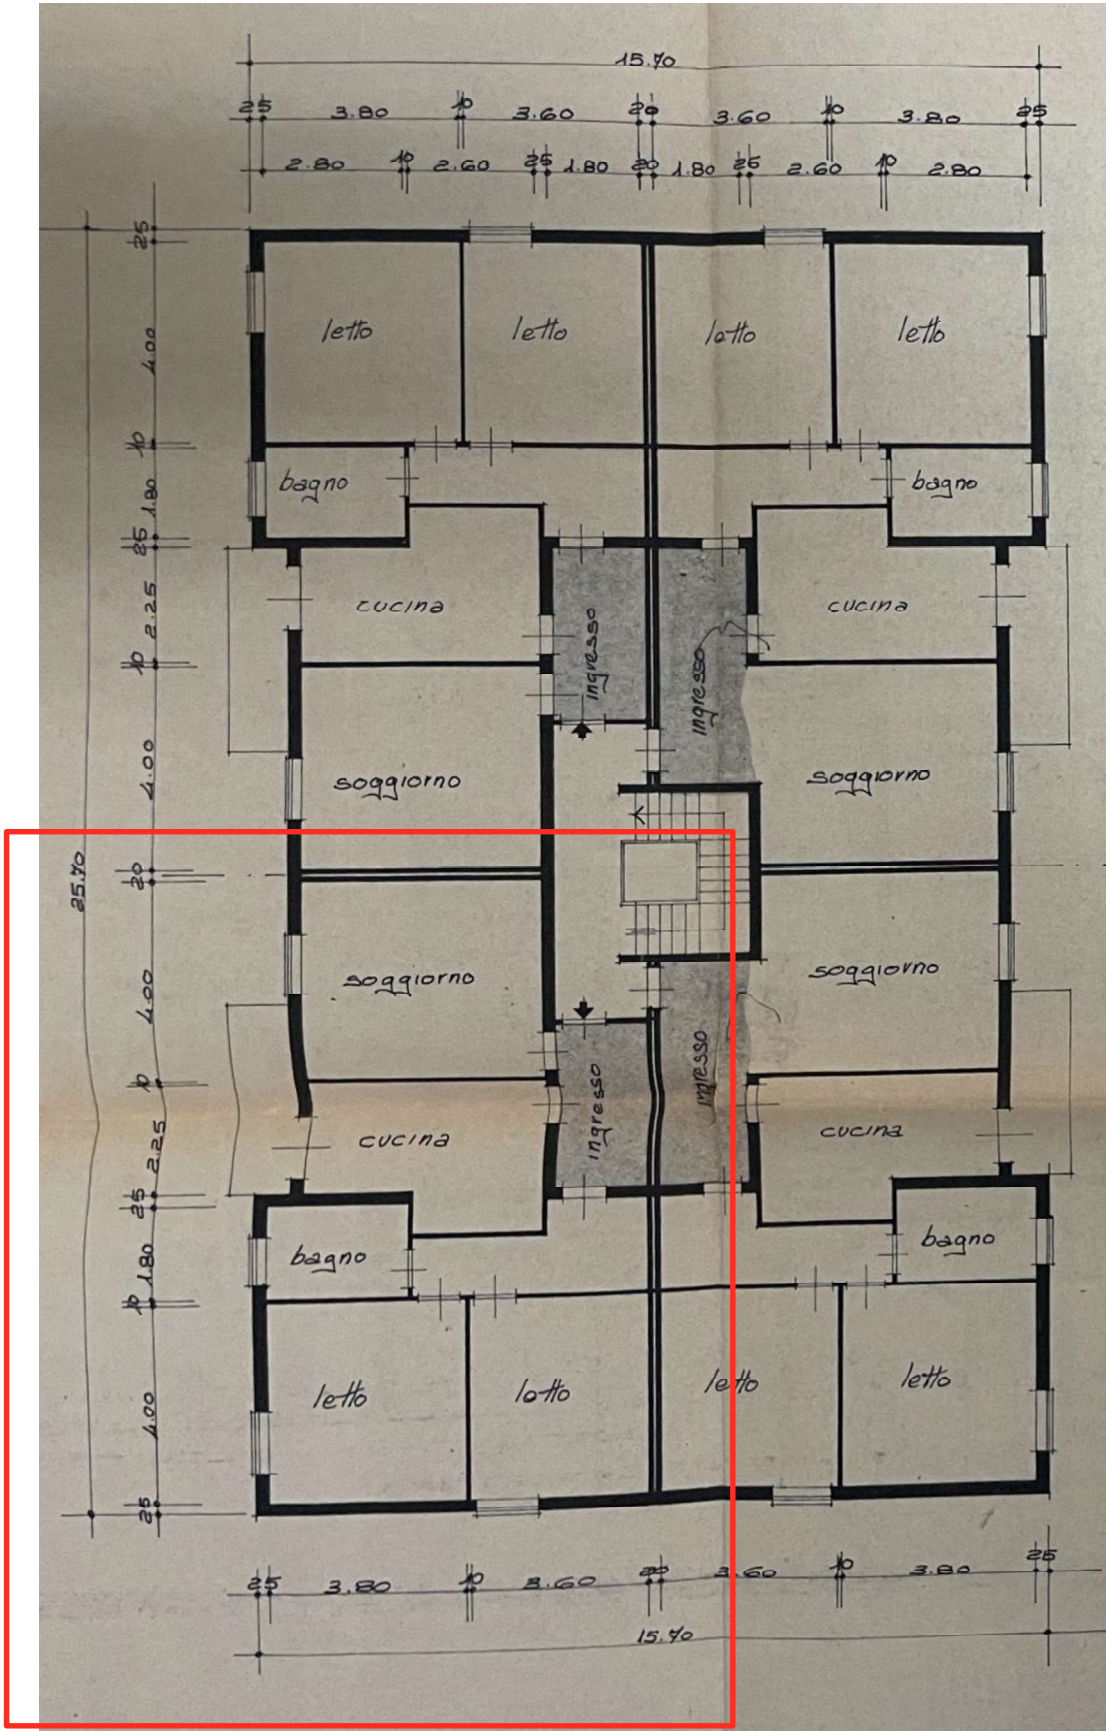 15.70
25 3.80 10 3.60 20 3.60 10 3.80 25
2.80 10 2.60 25 1.80 20 1.80 25 2.60 10 2.80
25
letto letto letto letto
4.00
10
bagno bagno
1.80
25
2.25
cucina cucina
ingresso ingresso
10
4.00
soggiorno soggiorno
25.70
20
soggiorno soggiorno
4.00
10
ingresso ingresso
cucina cucina
2.25
25
bagno bagno
1.80
10
letto letto letto letto
4.00
25
25 3.80 10 3.60 20 3.60 10 3.80 25
15.70